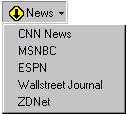 News
CNN News
MSNBC
ESPN
Wallstreet Journal
ZDNet